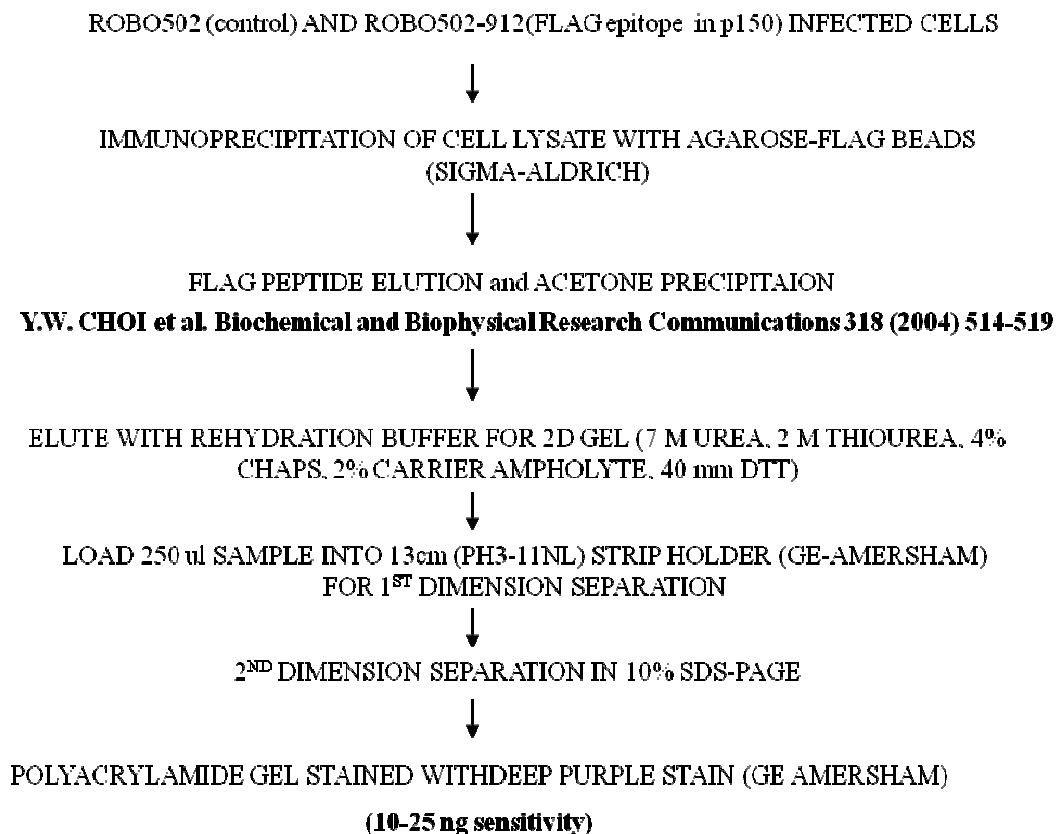 ROBO502 (control) AND ROBO502-912(FLAG epitope in p150) INFECTED CELLS
IMMUNOPRECIPITATION OF CELL LYSATE WITH AGAROSE-FLAG BEADS
(SIGMA-ALDRICH)
FLAG PEPTIDE ELUTION and ACETONE PRECIPITAION
Y.W. CHOI et al. Biochemical and Biophysical Research Communications 318 (2004) 514-519
ELUTE WITH REHYDRATION BUFFER FOR 2D GEL (7 M UREA, 2 M THIOUREA, 4%
CHAPS, 2% CARRIER AMPHOLYTE, 40 mm DTT)
LOAD 250 ul SAMPLE INTO 13cm (PH3-11NL) STRIP HOLDER (GE-AMERSHAM)
FOR 1ST DIMENSION SEPARATION
2ND DIMENSION SEPARATION IN 10% SDS-PAGE
POLYACRYLAMIDE GEL STAINED WITHDEEP PURPLE STAIN (GE AMERSHAM)
(10-25 ng sensitivity)